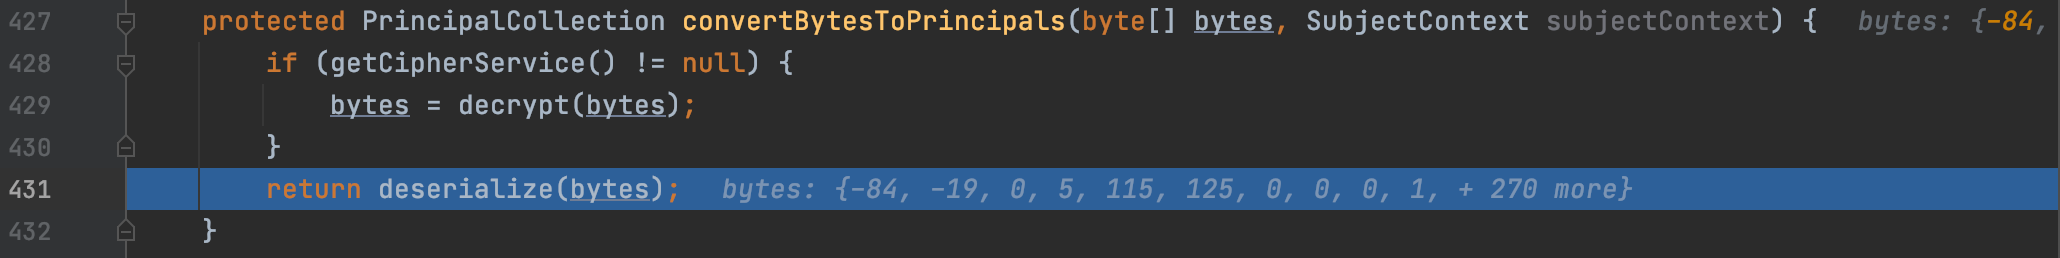 427 protected PrincipalCollection convertBytesToPrincipals(byte[] bytes, SubjectContext subjectContext) { bytes: {-84,
428 if (getCipherService() != null) {
429 bytes = decrypt(bytes);
430 }
431 return deserialize(bytes); bytes: {-84, -19, 0, 5, 115, 125, 0, 0, 0, 1, + 270 more}
432 }